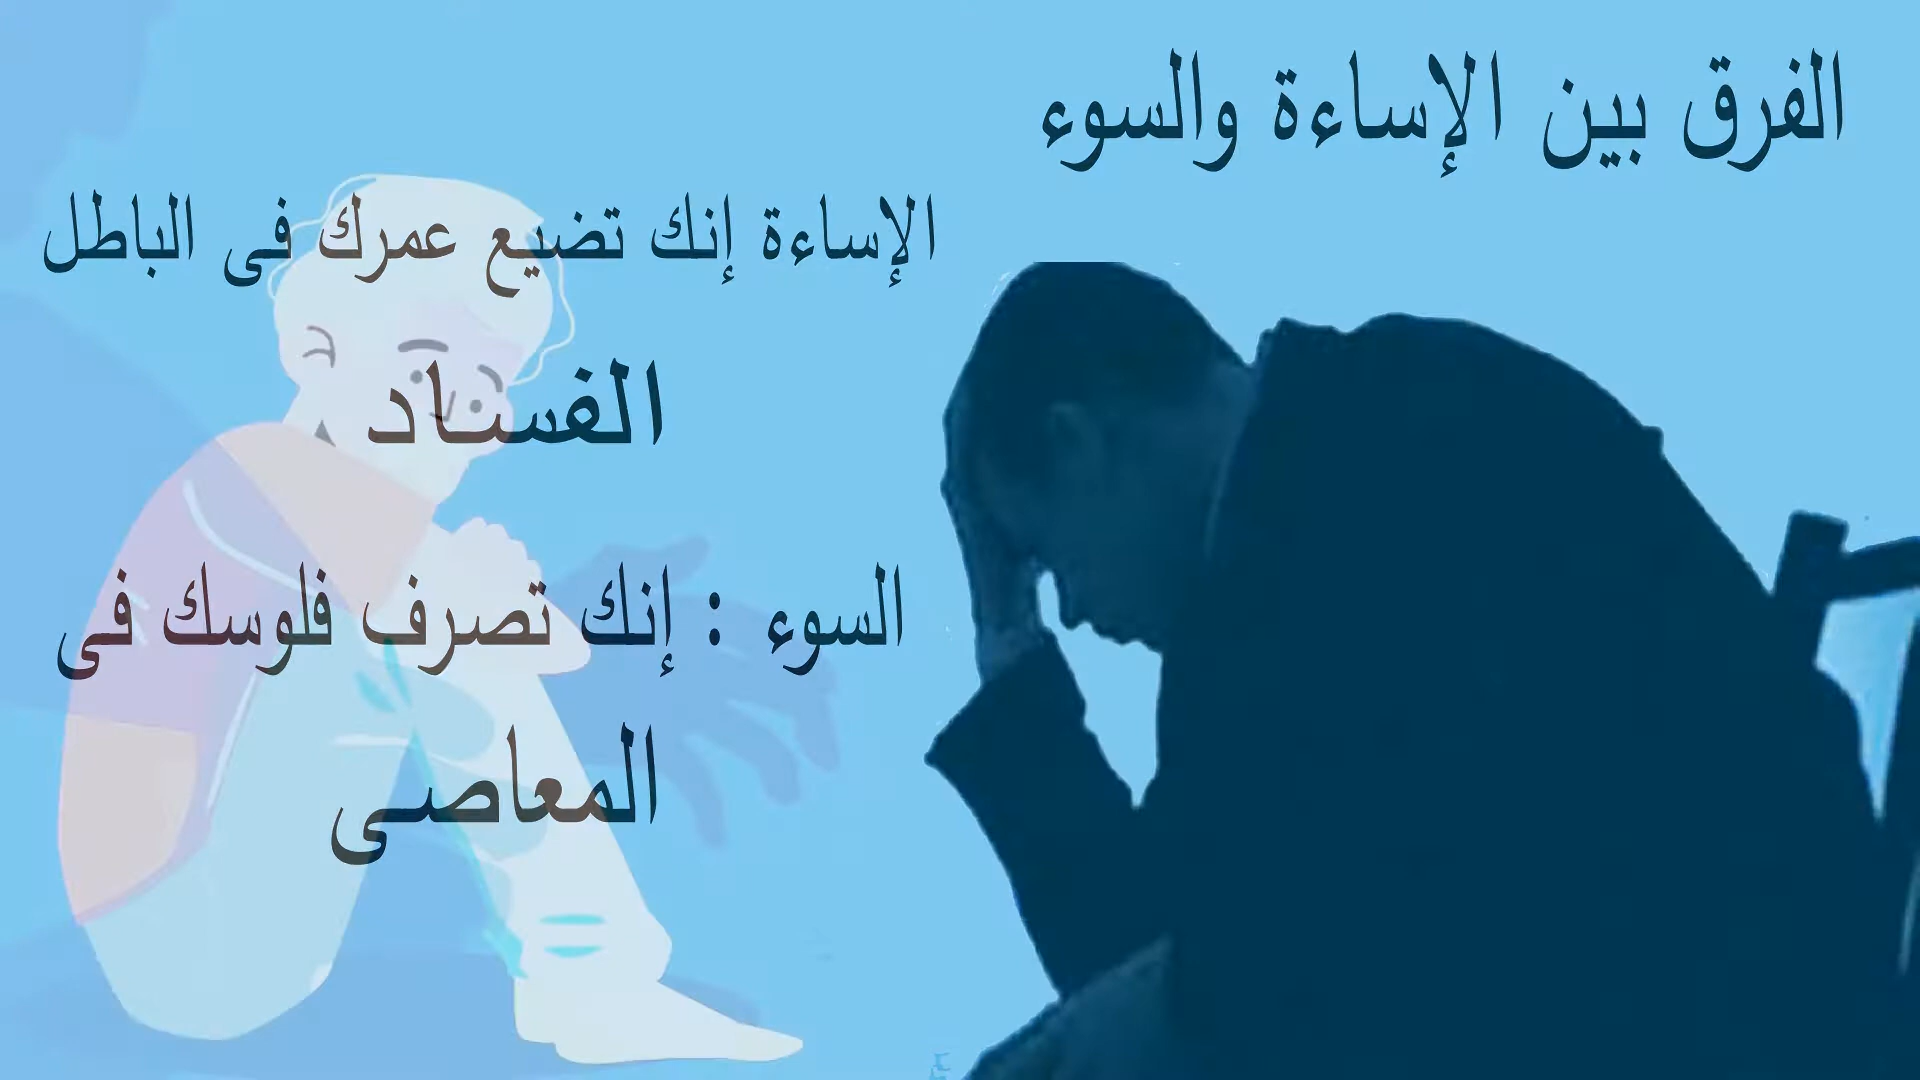 الفرق بين الإساءة والسوء
الإساءة إنك تضيع عمرك فى الباطل
الفساد
السوء : إنك تصرف فلوسك فى
المعاصى